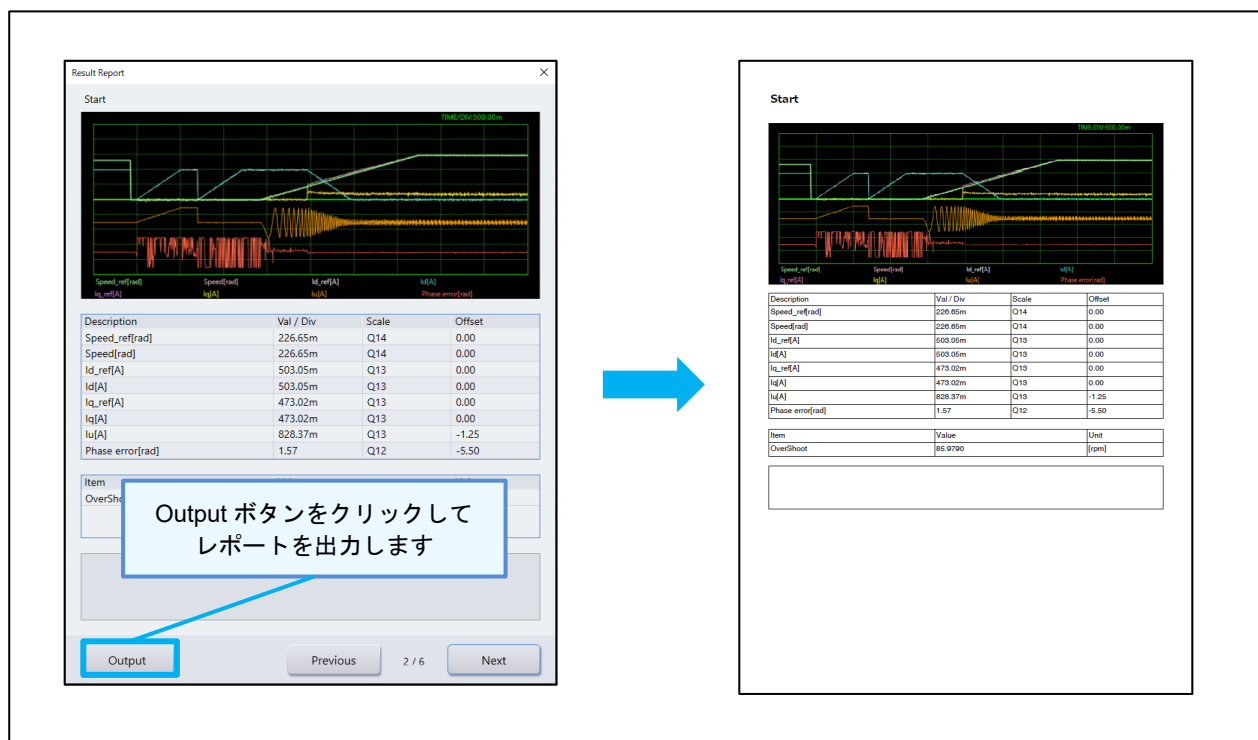 Result Report
Start
TIME/DIV:500.00m
Speed_ref[rad] Speed[rad] Id_ref[A] Id[A]
Iq_ref[A] Iq[A] Iu[A] Phase error[rad]
Description Val / Div Scale Offset
Speed_ref[rad] 226.65m Q14 0.00
Speed[rad] 226.65m Q14 0.00
Id_ref[A] 503.05m Q13 0.00
Id[A] 503.05m Q13 0.00
Iq_ref[A] 473.02m Q13 0.00
Iq[A] 473.02m Q13 0.00
Iu[A] 828.37m Q13 -1.25
Phase error[rad] 1.57 Q12 -5.50
Item
Output ボタンをクリックして
レポートを出力します
Output Previous 2 / 6 Next
Start
TIME/DIV:500.00m
Speed_ref[rad] Speed[rad] Id_ref[A] Id[A]
Iq_ref[A] Iq[A] Iu[A] Phase error[rad]
Description Val / Div Scale Offset
Speed_ref[rad] 226.65m Q14 0.00
Speed[rad] 226.65m Q14 0.00
Id_ref[A] 503.05m Q13 0.00
Id[A] 503.05m Q13 0.00
Iq_ref[A] 473.02m Q13 0.00
Iq[A] 473.02m Q13 0.00
Iu[A] 828.37m Q13 -1.25
Phase error[rad] 1.57 Q12 -5.50
Item Value Unit
OverShoot 85.9790 [rpm]